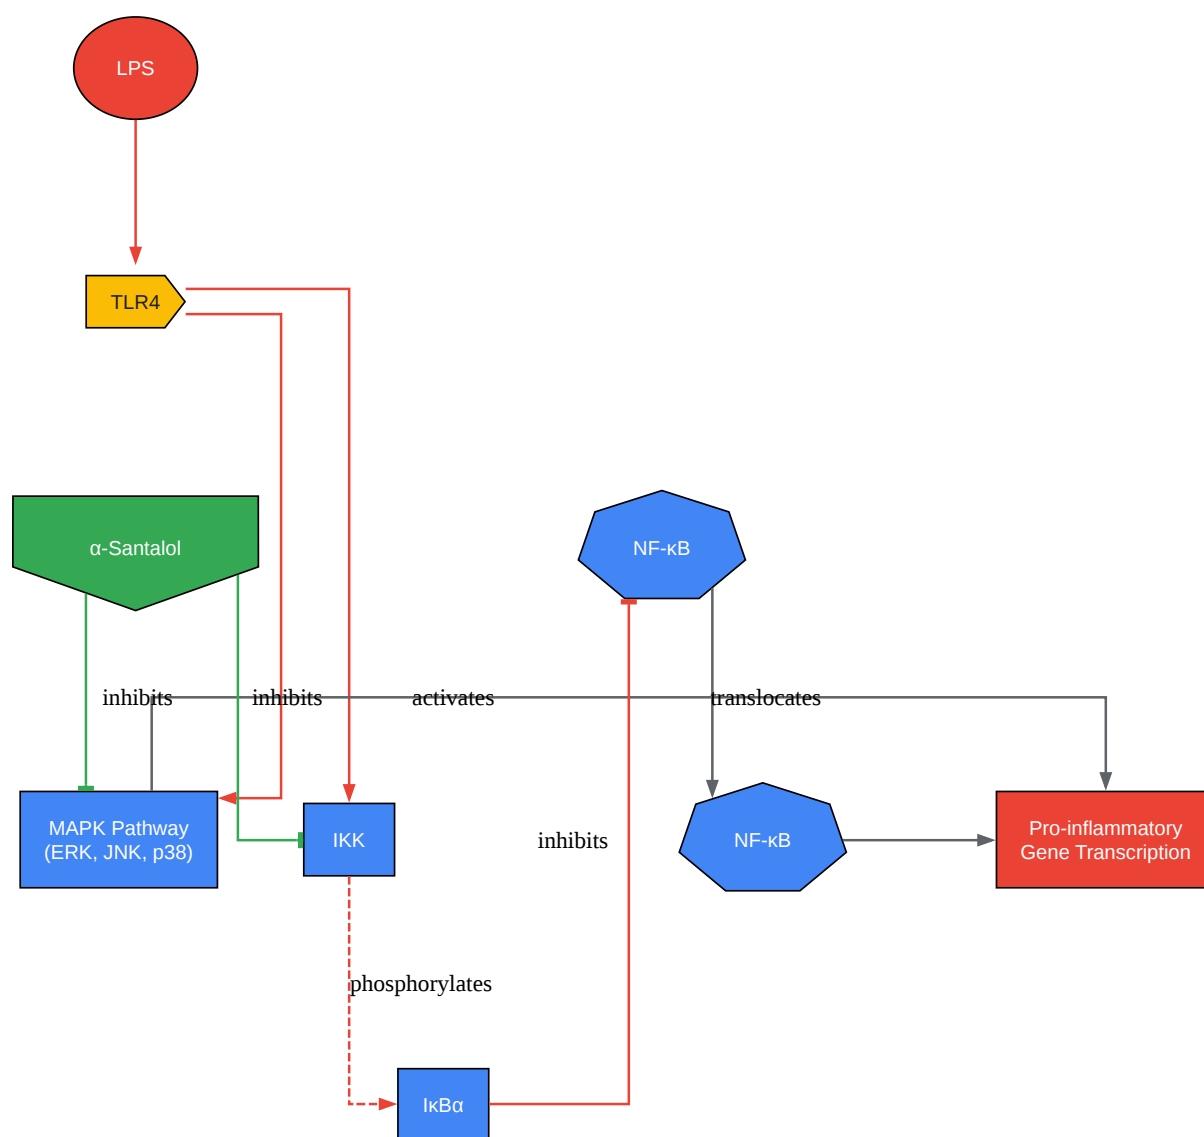 LPS
TLR4
α-Santalol
NF-κB
inhibits
inhibits
activates
translocates
MAPK Pathway
(ERK, JNK, p38)
IKK
inhibits
NF-κB
Pro-inflammatory
Gene Transcription
phosphorylates
IκBα